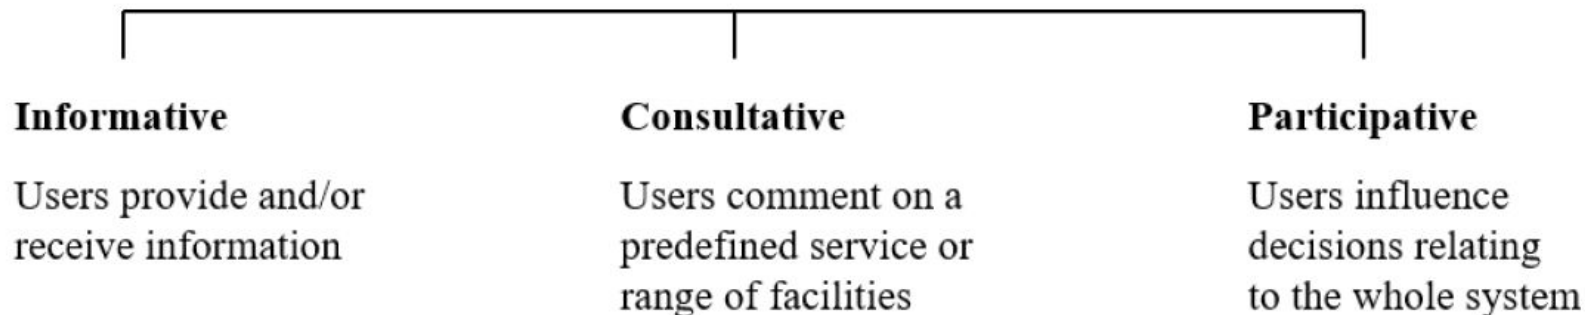 Informative
Users provide and/or
receive information
Consultative
Users comment on a
predefined service or
range of facilities
Participative
Users influence
decisions relating
to the whole system